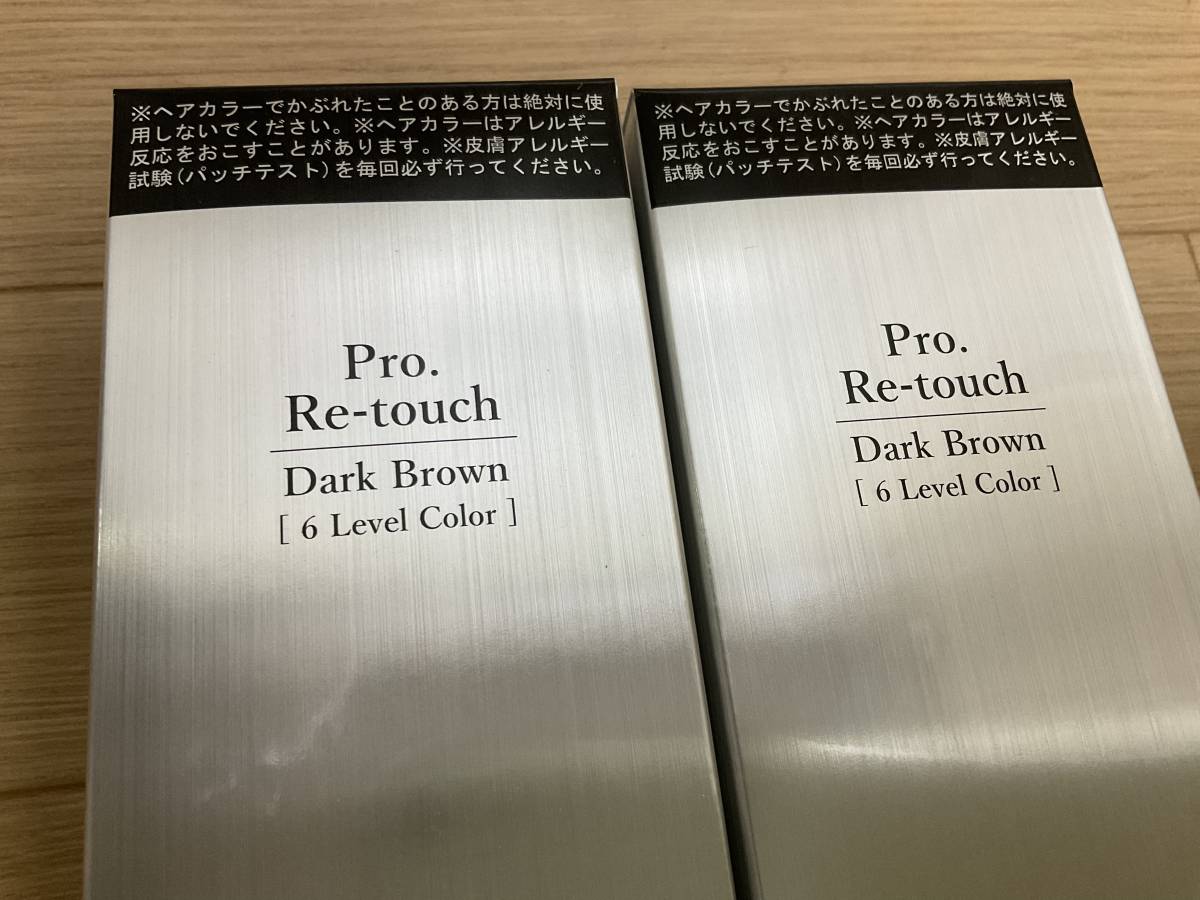 ※ヘアカラーでかぶれたことのある方は絶対に使
用しないでください。※ヘアカラーはアレルギー
反応をおこすことがあります。※皮膚アレルギー
試験(パッチテスト)を毎回必ず行ってください。
Pro.
Re-touch
Dark Brown
[ 6 Level Color ]
※ヘアカラーでかぶれたことのある方は絶対に使
用しないでください。※ヘアカラーはアレルギー
反応をおこすことがあります。※皮膚アレルギー
試験(パッチテスト)を毎回必ず行ってください。
Pro.
Re-touch
Dark Brown
[ 6 Level Color ]